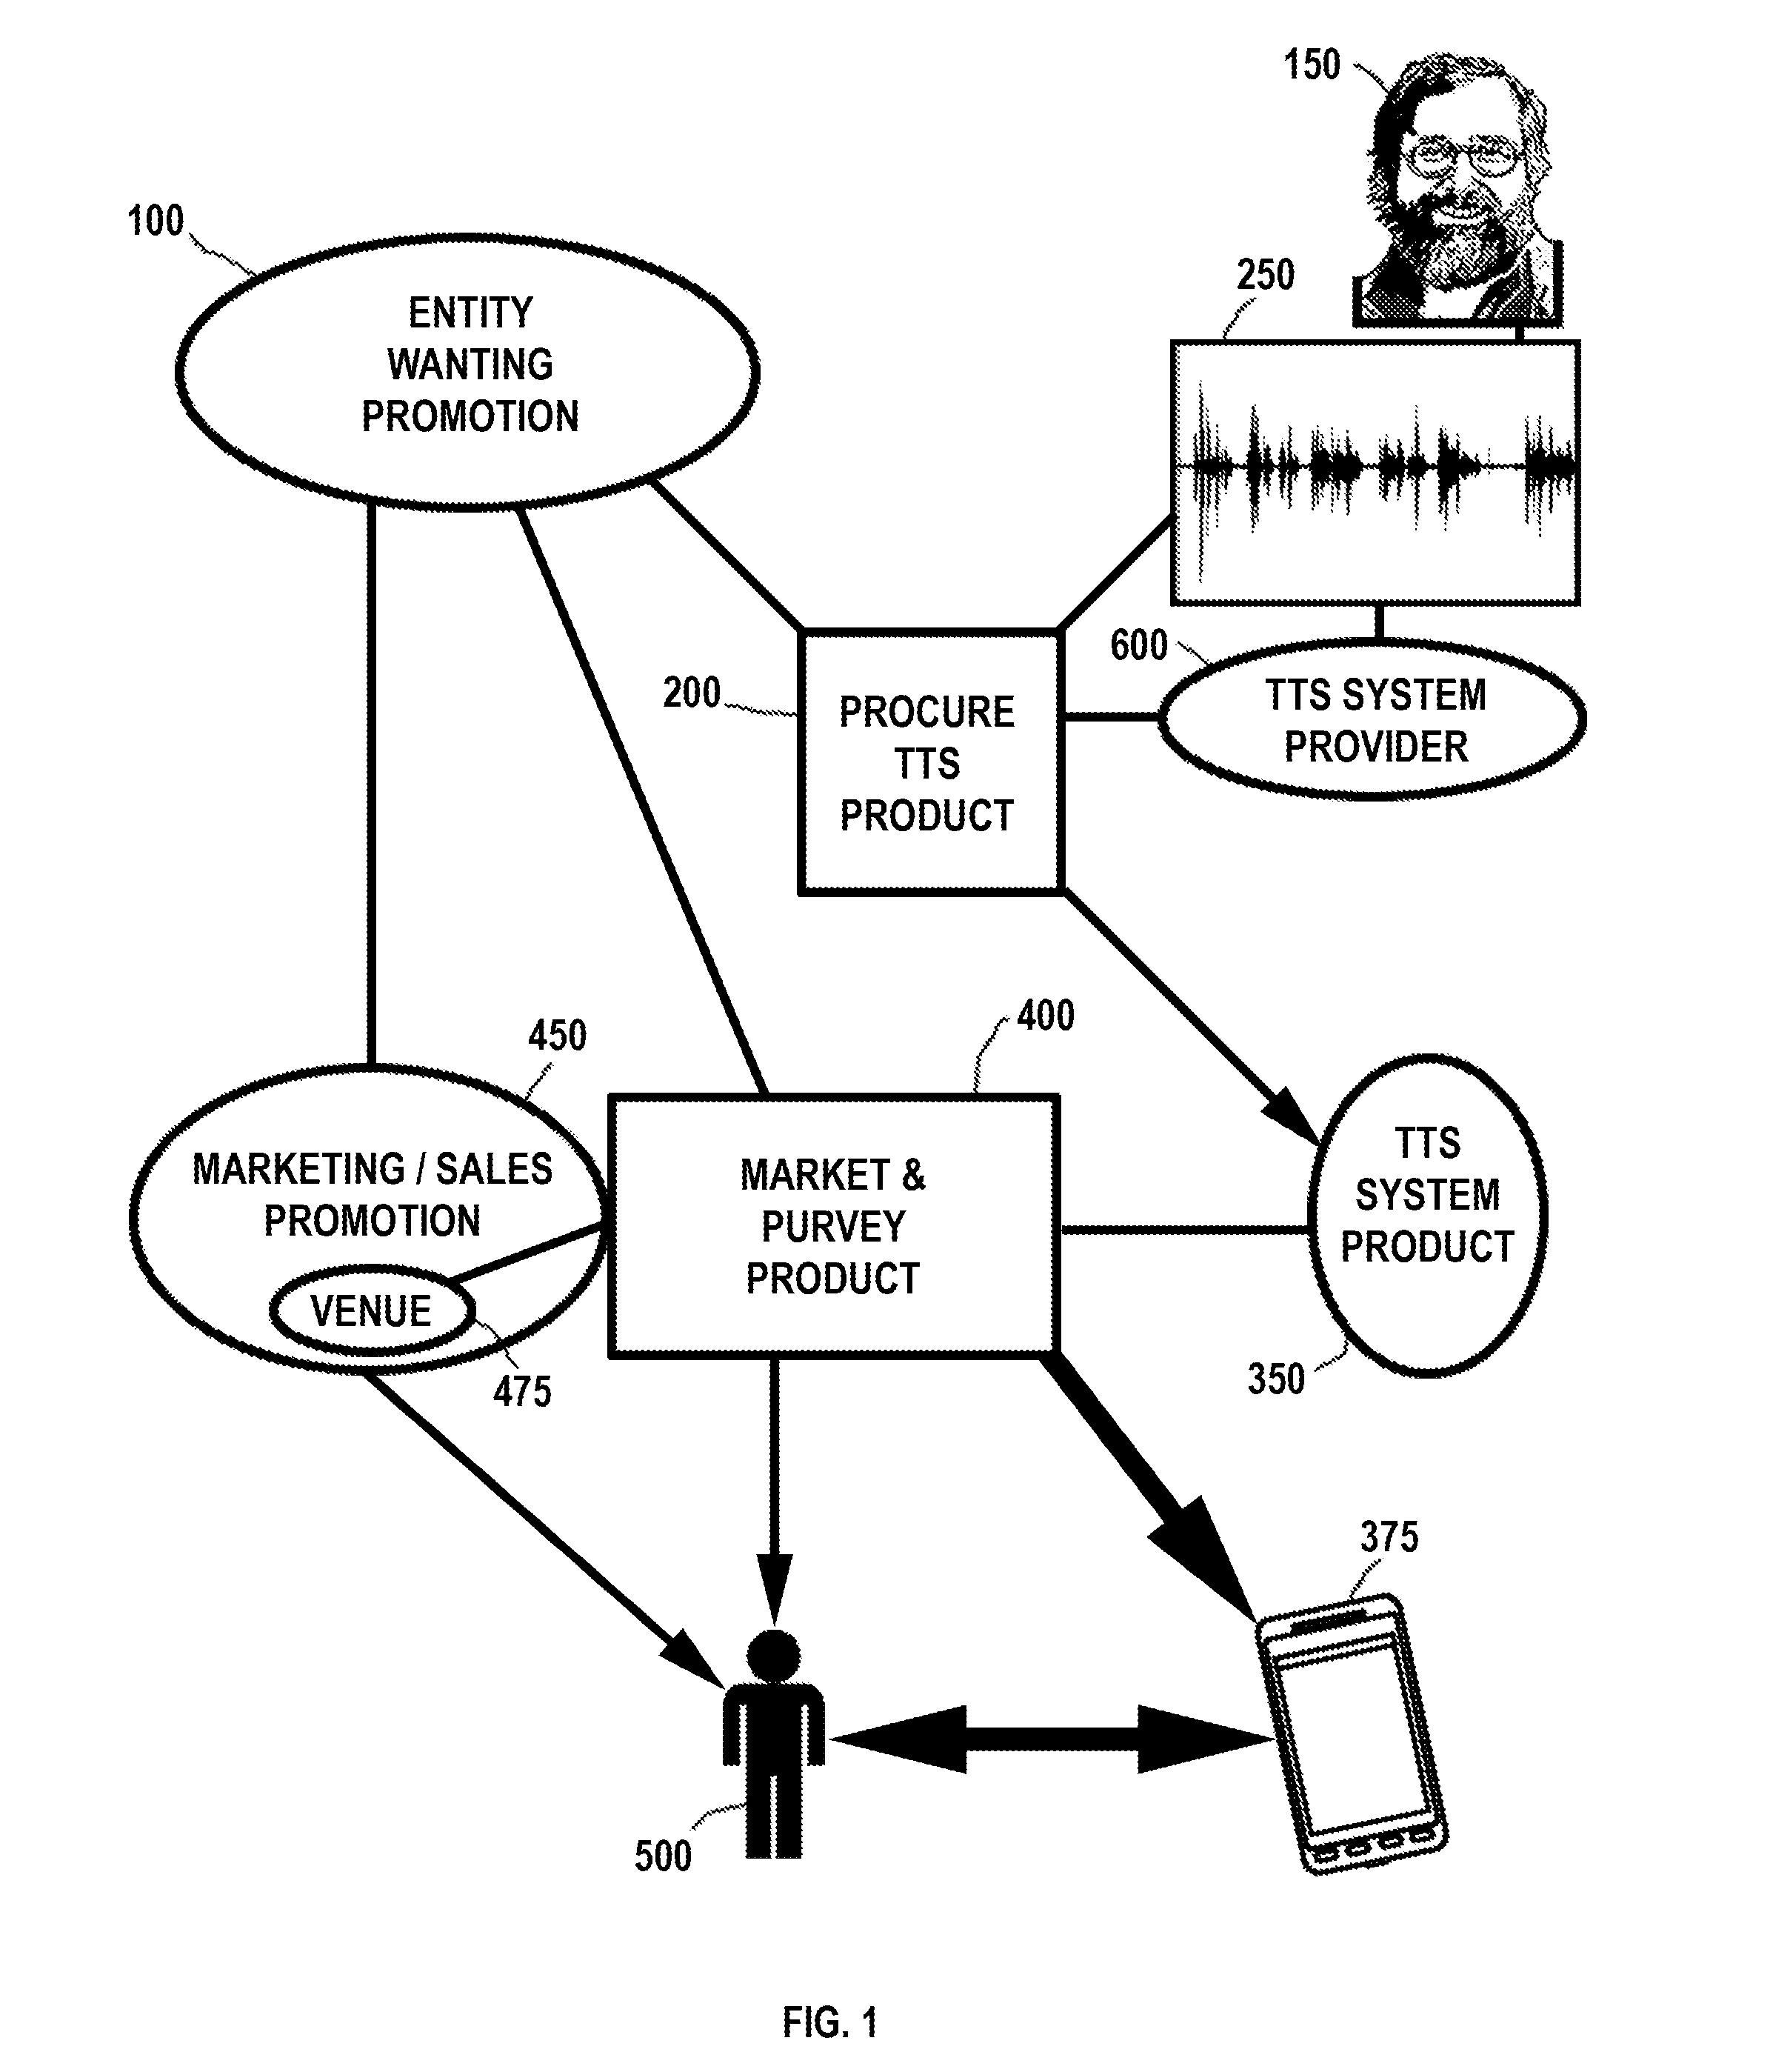 150
100
ENTITY
WANTING
PROMOTION
250
600
TTS SYSTEM
PROVIDER
200
PROCURE
TTS
PRODUCT
450
400
MARKETING / SALES
PROMOTION
VENUE
475
MARKET &
PURVEY
PRODUCT
TTS
SYSTEM
PRODUCT
350
375
500
FIG. 1